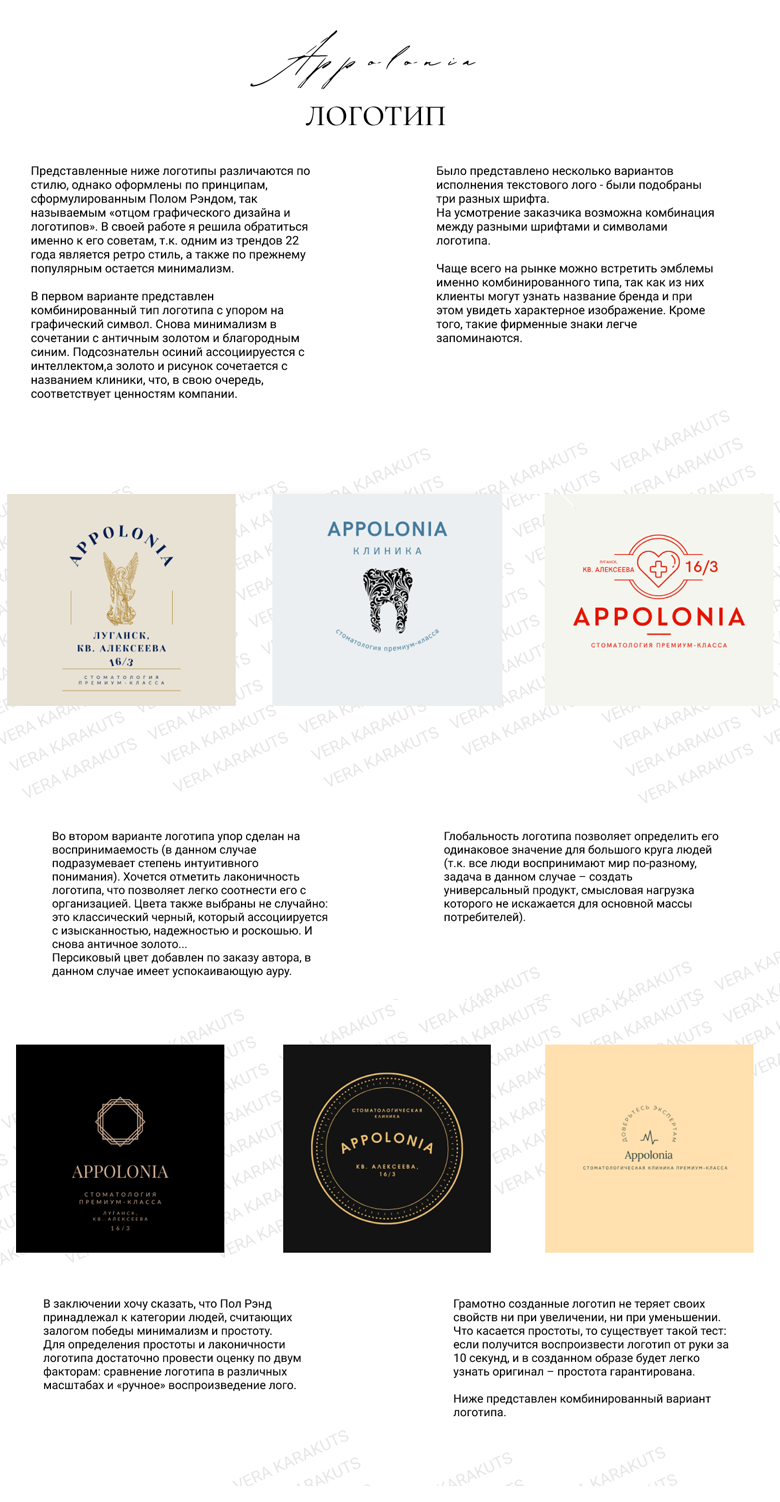 Appolonia
ЛОГОТИП
Представленные ниже логотипы различаются по
стилю, однако оформлены по принципам,
сформулированным Полом Рэндом, так
называемым «отцом графического дизайна и
логотипов». В своей работе я решила обратиться
именно к его советам, т.к. одним из трендов 22
года является ретро стиль, а также по прежнему
популярным остается минимализм.
В первом варианте представлен
комбинированный тип логотипа с упором на
графический символ. Снова минимализм в
сочетании с античным золотом и благородным
синим. Подсознательн осиний ассоциируестся с
интеллектом,а золото и рисунок сочетается с
названием клиники, что, в свою очередь,
соответствует ценностям компании.
Было представлено несколько вариантов
исполнения текстового лого - были подобраны
три разных шрифта.
На усмотрение заказчика возможна комбинация
между разными шрифтами и символами
логотипа.
Чаще всего на рынке можно встретить эмблемы
именно комбинированного типа, так как из них
клиенты могут узнать название бренда и при
этом увидеть характерное изображение. Кроме
того, такие фирменные знаки легче
запоминаются.
VERA KARAKUTS
APPOLONIA
ЛУГАНСК,
КВ. АЛЕКСЕЕВА
16/3
СТОМАТОЛОГИЯ
ПРЕМИУМ-КЛАССА
APPOLONIA
КЛИНИКА
стоматология премиум-класса
ЛУГАНСК,
КВ. АЛЕКСЕЕВА
16/3
APPOLONIA
СТОМАТОЛОГИЯ ПРЕМИУМ-КЛАССА
Во втором варианте логотипа упор сделан на
воспринимаемость (в данном случае
подразумевает степень интуитивного
понимания). Хочется отметить лаконичность
логотипа, что позволяет легко соотнести его с
организацией. Цвета также выбраны не случайно:
это классический черный, который ассоциируется
с изысканностью, надежностью и роскошью. И
снова античное золото...
Персиковый цвет добавлен по заказу автора, в
данном случае имеет успокаивающую ауру.
Глобальность логотипа позволяет определить его
одинаковое значение для большого круга людей
(т.к. все люди воспринимают мир по-разному,
задача в данном случае – создать
универсальный продукт, смысловая нагрузка
которого не искажается для основной массы
потребителей).
APPOLONIA
СТОМАТОЛОГИЯ
ПРЕМИУМ-КЛАССА
ЛУГАНСК,
КВ. АЛЕКСЕЕВА
16/3
СТОМАТОЛОГИЧЕСКАЯ
КЛИНИКА
APPOLONIA
КВ. АЛЕКСЕЕВА,
16/3
ДОВЕРЬТЕСЬ ЭКСПЕРТАМ
Appolonia
СТОМАТОЛОГИЧЕСКАЯ КЛИНИКА ПРЕМИУМ-КЛАССА
В заключении хочу сказать, что Пол Рэнд
принадлежал к категории людей, считающих
залогом победы минимализм и простоту.
Для определения простоты и лаконичности
логотипа достаточно провести оценку по двум
факторам: сравнение логотипа в различных
масштабах и «ручное» воспроизведение лого.
Грамотно созданные логотип не теряет своих
свойств ни при увеличении, ни при уменьшении.
Что касается простоты, то существует такой тест:
если получится воспроизвести логотип от руки за
10 секунд, и в созданном образе будет легко
узнать оригинал – простота гарантирована.
Ниже представлен комбинированный вариант
логотипа.